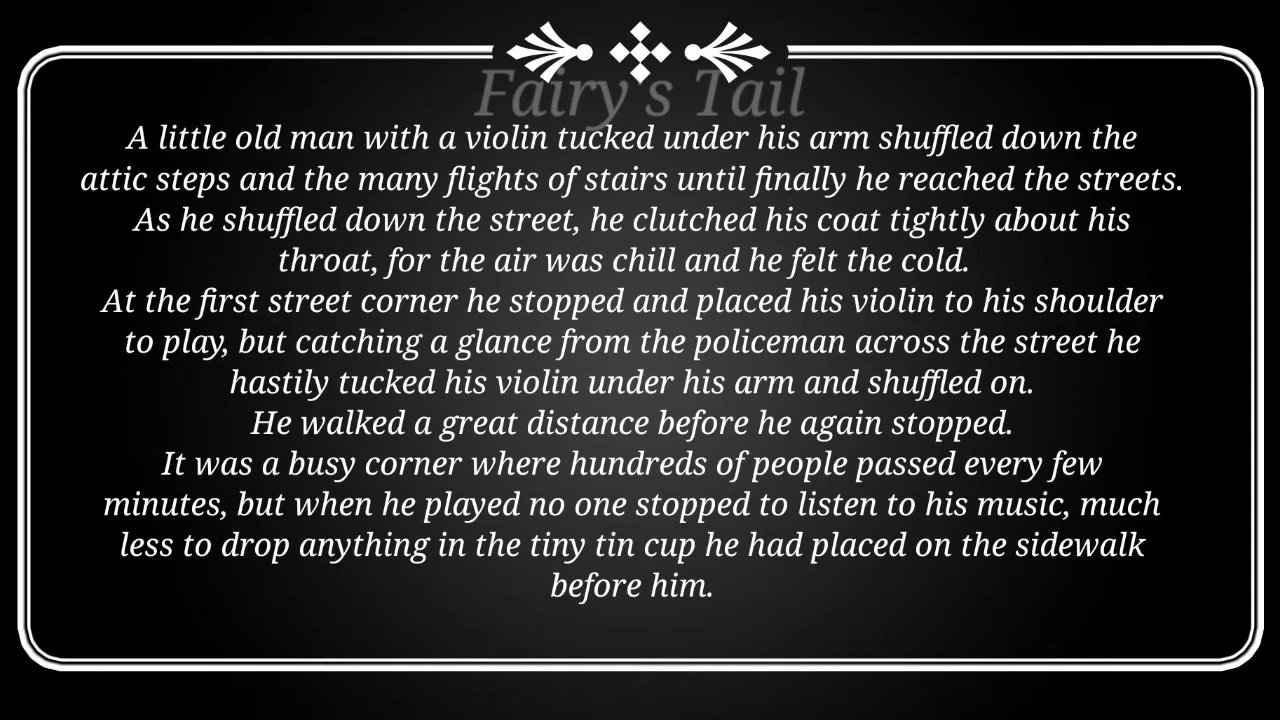 Fairy's Tail
A little old man with a violin tucked under his arm shuffled down the
attic steps and the many flights of stairs until finally he reached the streets.
As he shuffled down the street, he clutched his coat tightly about his
throat, for the air was chill and he felt the cold.
At the first street corner he stopped and placed his violin to his shoulder
to play, but catching a glance from the policeman across the street he
hastily tucked his violin under his arm and shuffled on.
He walked a great distance before he again stopped.
It was a busy corner where hundreds of people passed every few
minutes, but when he played no one stopped to listen to his music, much
less to drop anything in the tiny tin cup he had placed on the sidewalk
before him.